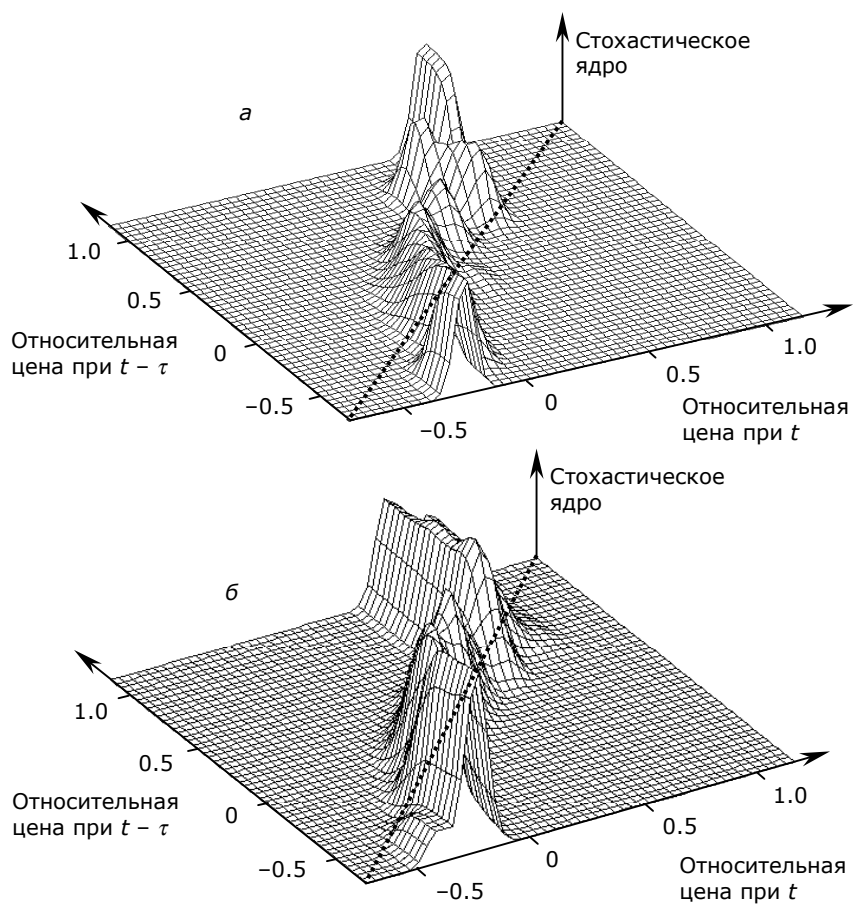 Стохастическое
ядро
а
1.0
0.5
0
–0.5
Относительная
цена при t – τ
–0.5
0
0.5
1.0
Относительная
цена при t
Стохастическое
ядро
б
1.0
0.5
0
–0.5
Относительная
цена при t – τ
–0.5
0
0.5
1.0
Относительная
цена при t